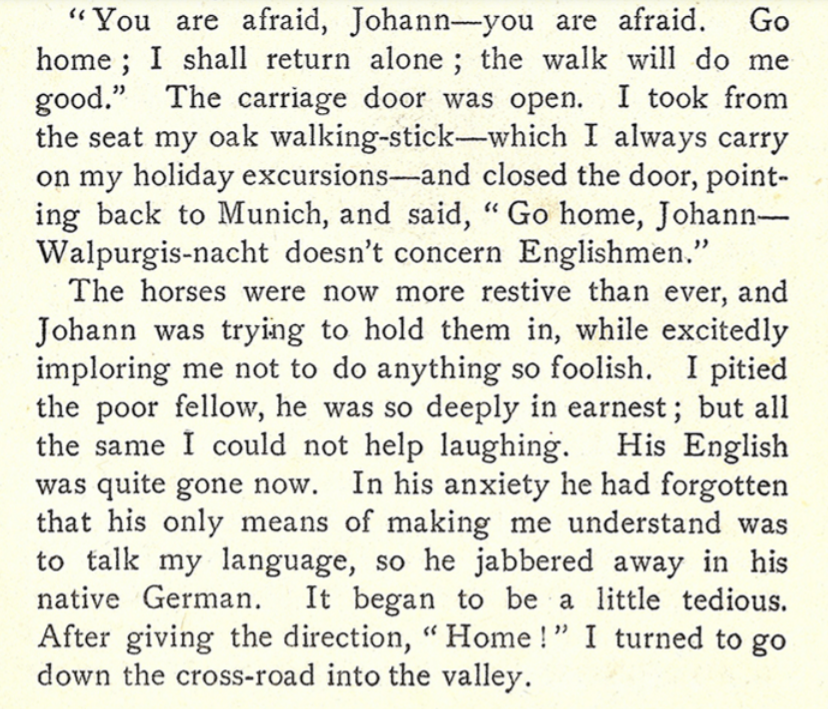 “You are afraid, Johann—you are afraid. Go
home; I shall return alone; the walk will do me
good.” The carriage door was open. I took from
the seat my oak walking-stick—which I always carry
on my holiday excursions—and closed the door, point-
ing back to Munich, and said, “Go home, Johann—
Walpurgis-nacht doesn't concern Englishmen.”
The horses were now more restive than ever, and
Johann was trying to hold them in, while excitedly
imploring me not to do anything so foolish. I pitied
the poor fellow, he was so deeply in earnest; but all
the same I could not help laughing. His English
was quite gone now. In his anxiety he had forgotten
that his only means of making me understand was
to talk my language, so he jabbered away in his
native German. It began to be a little tedious.
After giving the direction, “Home!” I turned to go
down the cross-road into the valley.